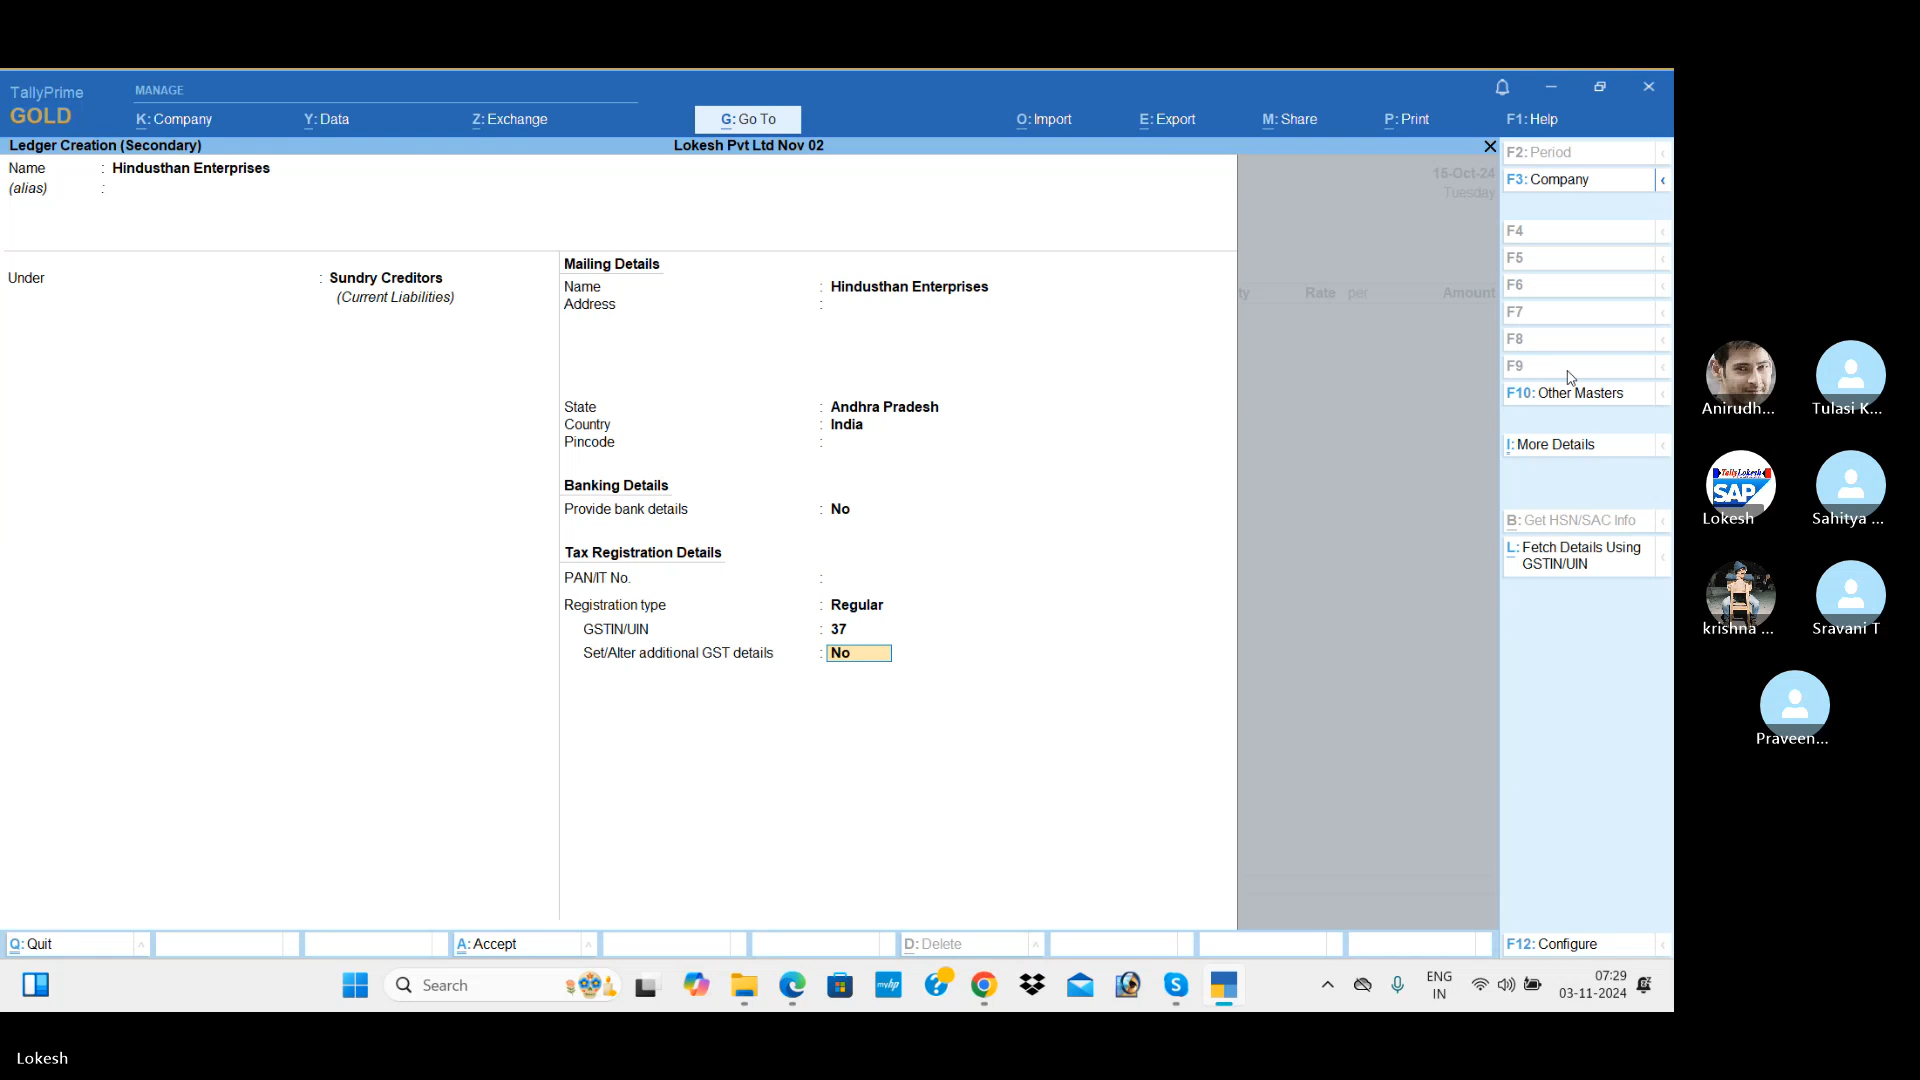 TallyPrime
GOLD
MANAGE
K: Company
Y: Data
Z: Exchange
G: Go To
O: Import
E: Export
M: Share
P: Print
F1: Help
Ledger Creation (Secondary)
Lokesh Pvt Ltd Nov 02
Name : Hindusthan Enterprises
(alias) :
15-Oct-24
Tuesday
Under : Sundry Creditors
(Current Liabilities)
Mailing Details
Name : Hindusthan Enterprises
Address :
State : Andhra Pradesh
Country : India
Pincode :
Banking Details
Provide bank details : No
Tax Registration Details
PAN/IT No. :
Registration type : Regular
GSTIN/UIN : 37
Set/Alter additional GST details : No
ty Rate per Amount
F2: Period
F3: Company
F4
F5
F6
F7
F8
F9
F10: Other Masters
I: More Details
B: Get HSN/SAC Info
L: Fetch Details Using
GSTIN/UIN
F12: Configure
Q: Quit
A: Accept
D: Delete
Search
myhp
ENG
IN
07:29
03-11-2024
Anirudh...
Tulasi K...
TallyLokesh
SAP
Lokesh
Sahitya ...
krishna ...
Sravani T
Praveen...
Lokesh